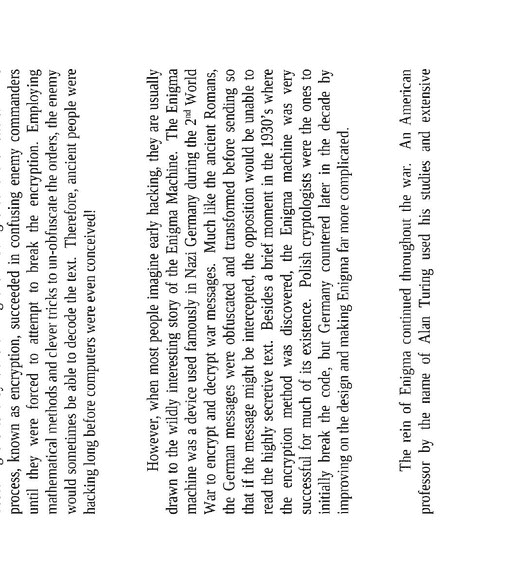 process, known as encryption, succeeded in confusing enemy commanders
until they were forced to attempt to break the encryption. Employing
mathematical methods and clever tricks to un-obfuscate the orders, the enemy
would sometimes be able to decode the text. Therefore, ancient people were
hacking long before computers were even conceived!
However, when most people imagine early hacking, they are usually
drawn to the wildly interesting story of the Enigma Machine. The Enigma
machine was a device used famously in Nazi Germany during the 2nd World
War to encrypt and decrypt war messages. Much like the ancient Romans,
the German messages were obfuscated and transformed before sending so
that if the message might be intercepted, the opposition would be unable to
read the highly secretive text. Besides a brief moment in the 1930's where
the encryption method was discovered, the Enigma machine was very
successful for much of its existence. Polish cryptologists were the ones to
initially break the code, but Germany countered later in the decade by
improving on the design and making Enigma far more complicated.
The rein of Enigma continued throughout the war. An American
professor by the name of Alan Turing used his studies and extensive